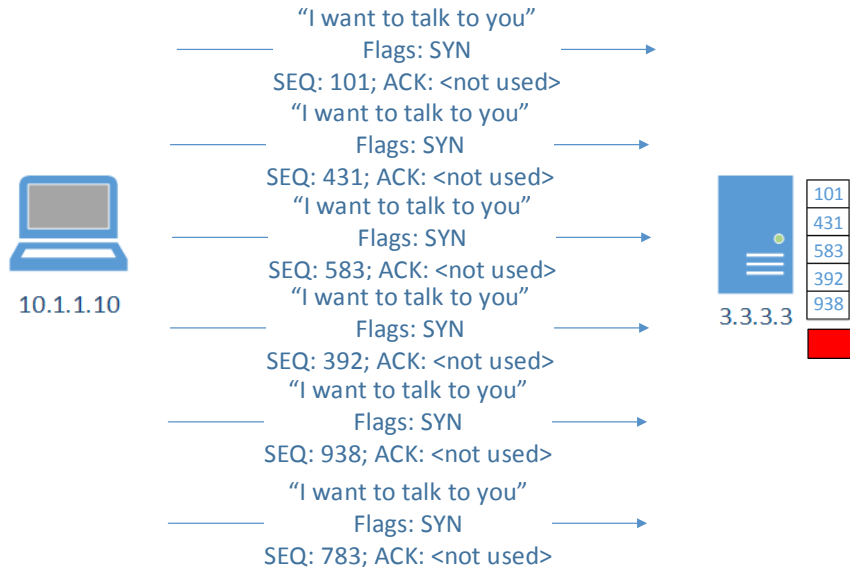 “I want to talk to you”
Flags: SYN
SEQ: 101; ACK: <not used>
“I want to talk to you”
Flags: SYN
SEQ: 431; ACK: <not used>
“I want to talk to you”
Flags: SYN
SEQ: 583; ACK: <not used>
“I want to talk to you”
Flags: SYN
SEQ: 392; ACK: <not used>
“I want to talk to you”
Flags: SYN
SEQ: 938; ACK: <not used>
“I want to talk to you”
Flags: SYN
SEQ: 783; ACK: <not used>
10.1.1.10
3.3.3.3
101
431
583
392
938